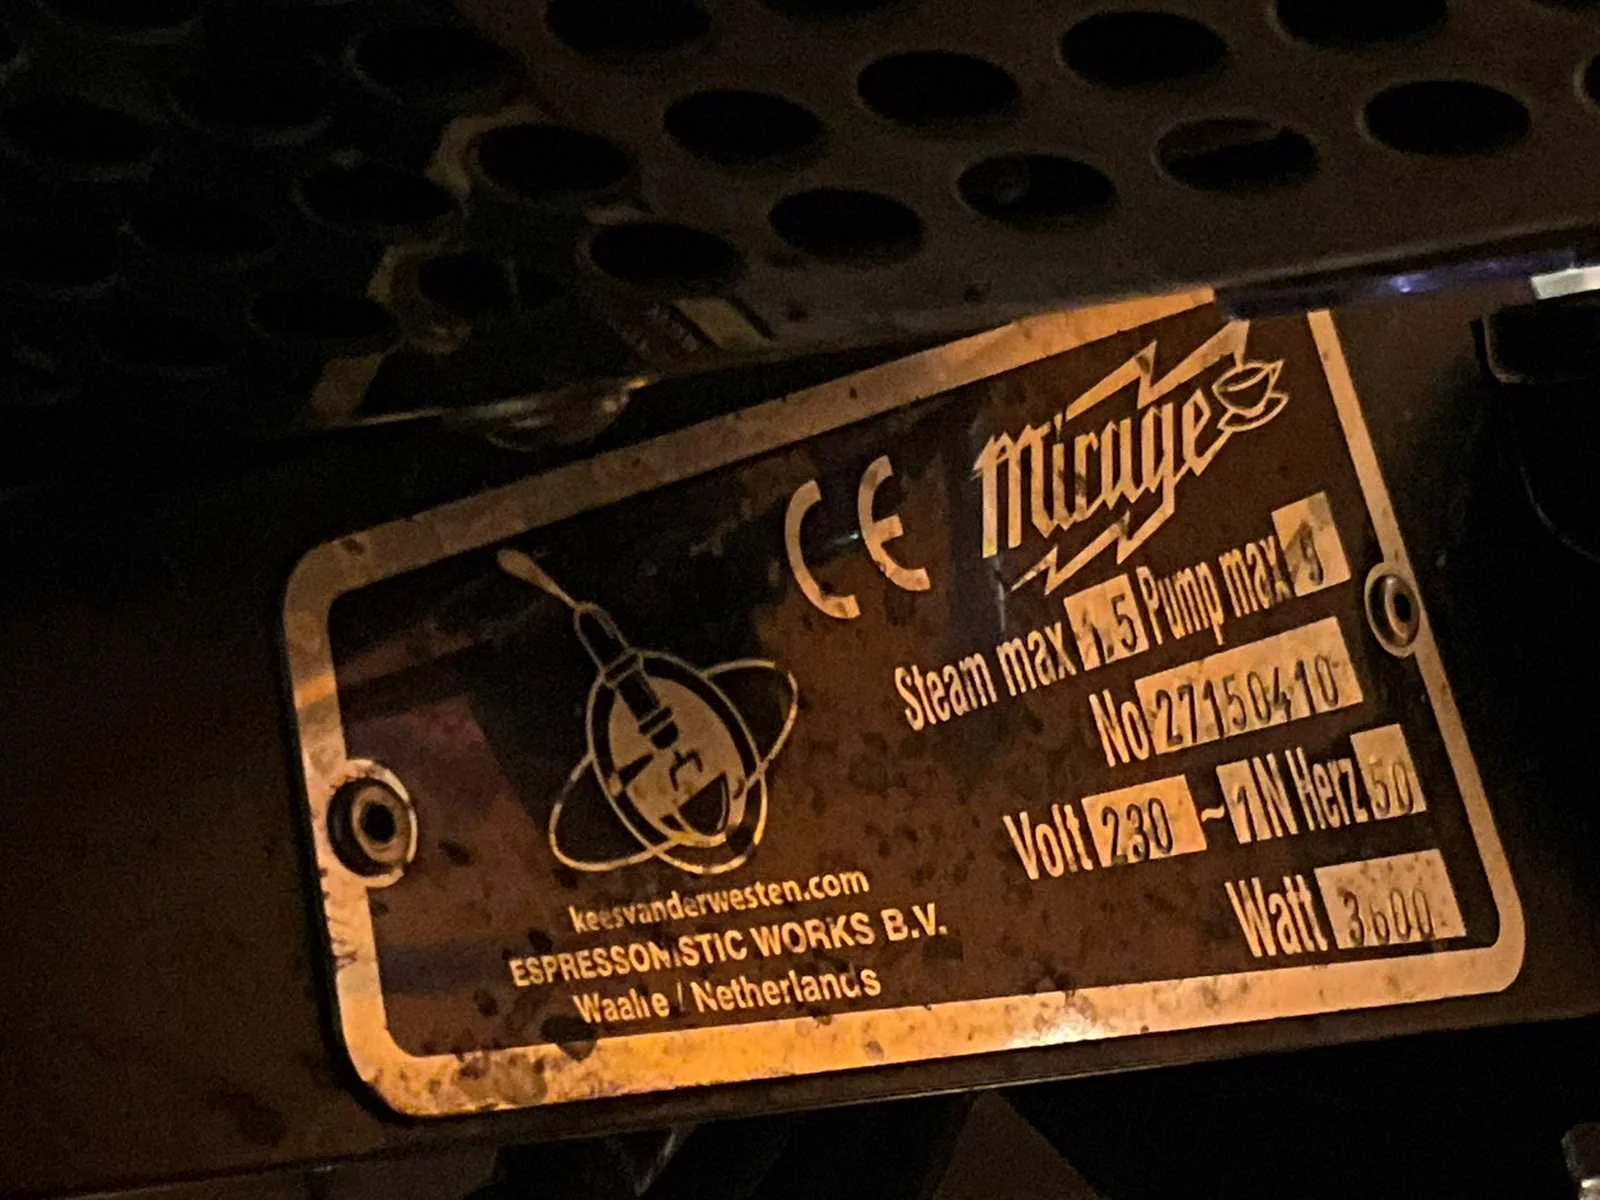 CE Mirage
Steam max 1.5 Pump max 9
No 27150410
Volt 230 ~ 1 N Herz 50
Watt 3600
keesvanderwesten.com
ESPRESSONISTIC WORKS B.V.
Waalre / Netherlands